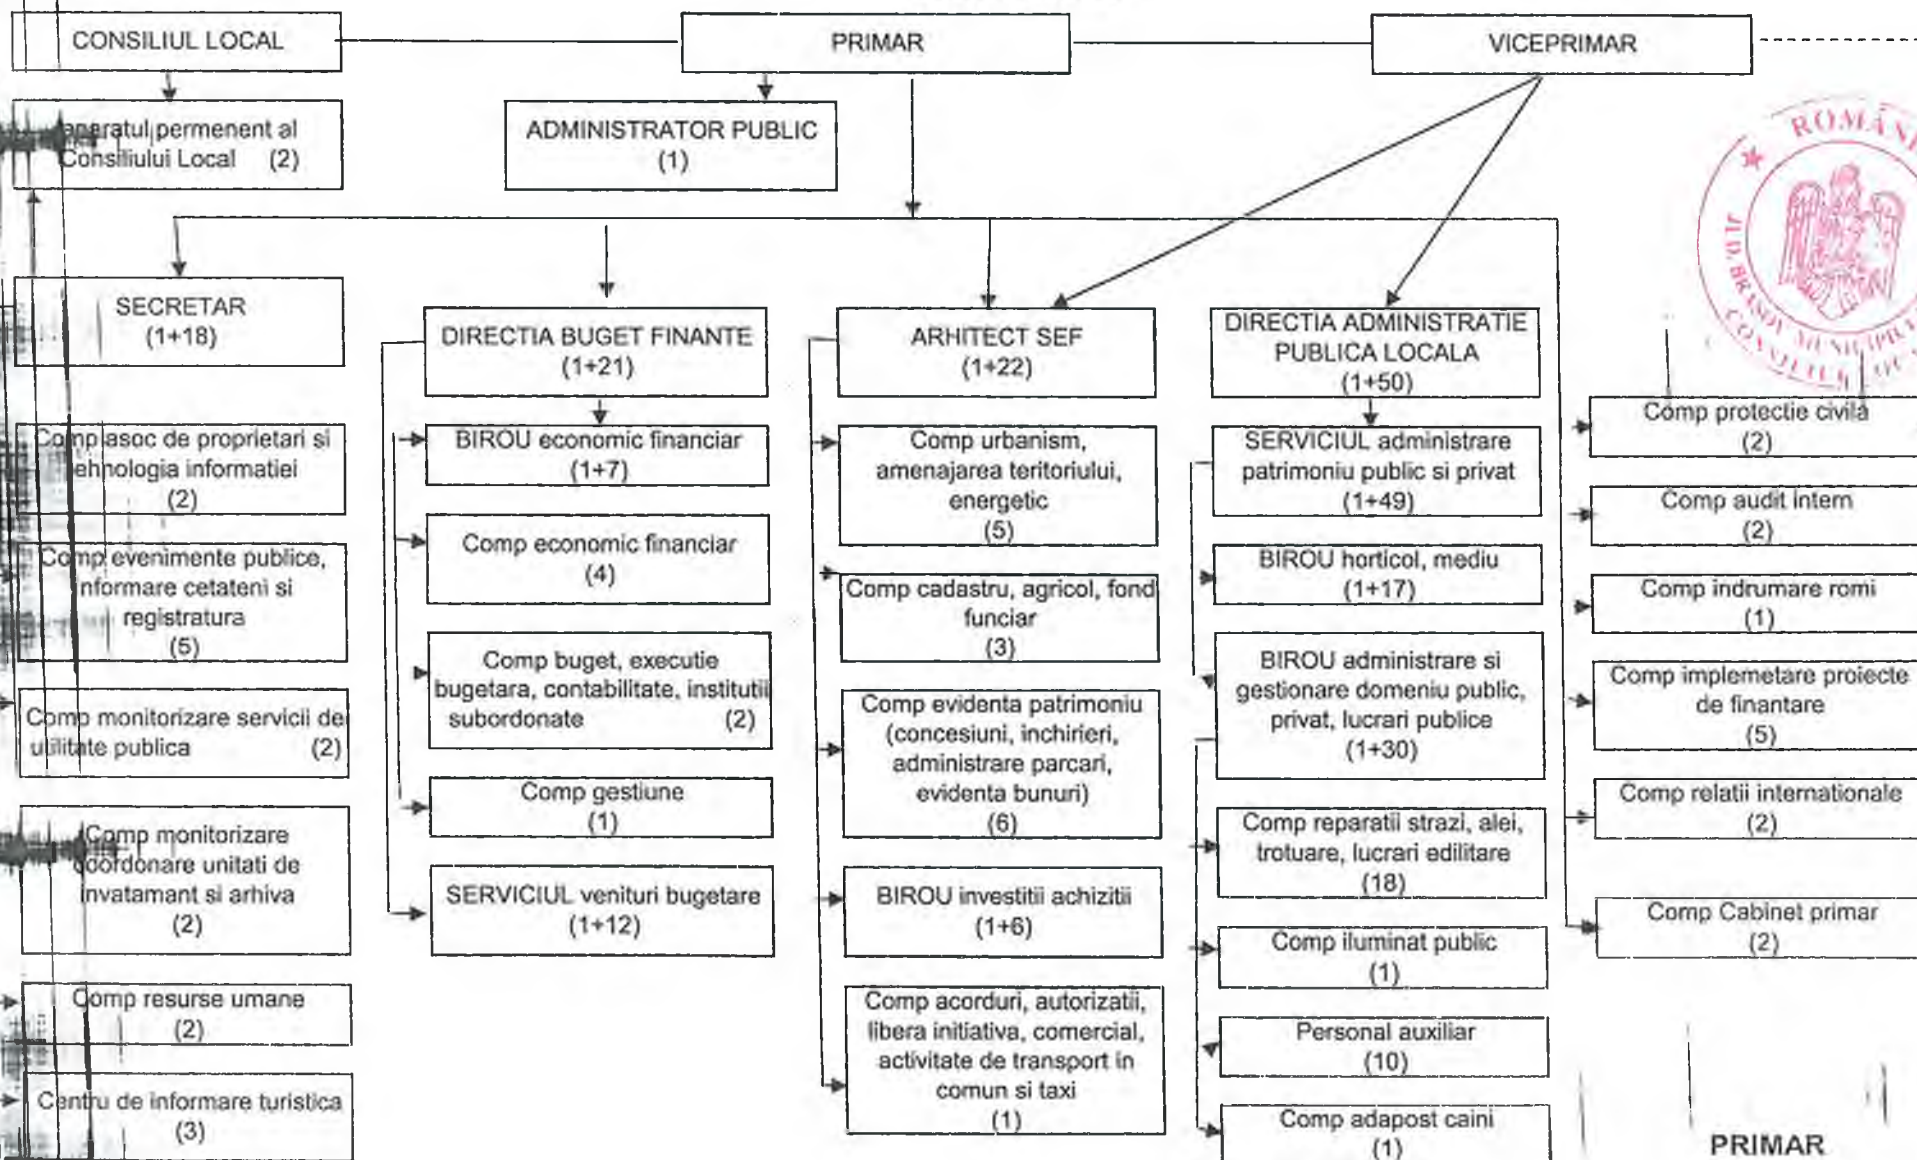 CONSILIUL LOCAL
PRIMAR
VICEPRIMAR
aparatul permenent al
Consiliului Local (2)
ADMINISTRATOR PUBLIC
(1)
SECRETAR
(1+18)
Comp asoc de proprietari si
tehnologia informatiei
(2)
Comp evenimente publice,
informare cetateni si
registratura
(5)
Comp monitorizare servicii de
utilitate publica (2)
Comp monitorizare
coordonare unitati de
invatamant si arhiva
(2)
Comp resurse umane
(2)
Centru de informare turistica
(3)
DIRECTIA BUGET FINANTE
(1+21)
BIROU economic financiar
(1+7)
Comp economic financiar
(4)
Comp buget, executie
bugetara, contabilitate, institutii
subordonate (2)
Comp gestiune
(1)
SERVICIUL venituri bugetare
(1+12)
ARHITECT SEF
(1+22)
Comp urbanism,
amenajarea teritoriului,
energetic
(5)
Comp cadastru, agricol, fond
funciar
(3)
Comp evidenta patrimoniu
(concesiuni, inchirieri,
administrare parcari,
evidenta bunuri)
(6)
BIROU investitii achizitii
(1+6)
Comp acorduri, autorizatii,
libera initiativa, comercial,
activitate de transport in
comun si taxi
(1)
DIRECTIA ADMINISTRATIE
PUBLICA LOCALA
(1+50)
SERVICIUL administrare
patrimoniu public si privat
(1+49)
BIROU horticol, mediu
(1+17)
BIROU administrare si
gestionare domeniu public,
privat, lucrari publice
(1+30)
Comp reparatii strazi, alei,
trotuare, lucrari edilitare
(18)
Comp iluminat public
(1)
Personal auxiliar
(10)
Comp adapost caini
(1)
Comp protectie civila
(2)
Comp audit intern
(2)
Comp indrumare romi
(1)
Comp implemetare proiecte
de finantare
(5)
Comp relatii internationale
(2)
Comp Cabinet primar
(2)
ROMÂNI
JUD. BRASOV
PRIMAR